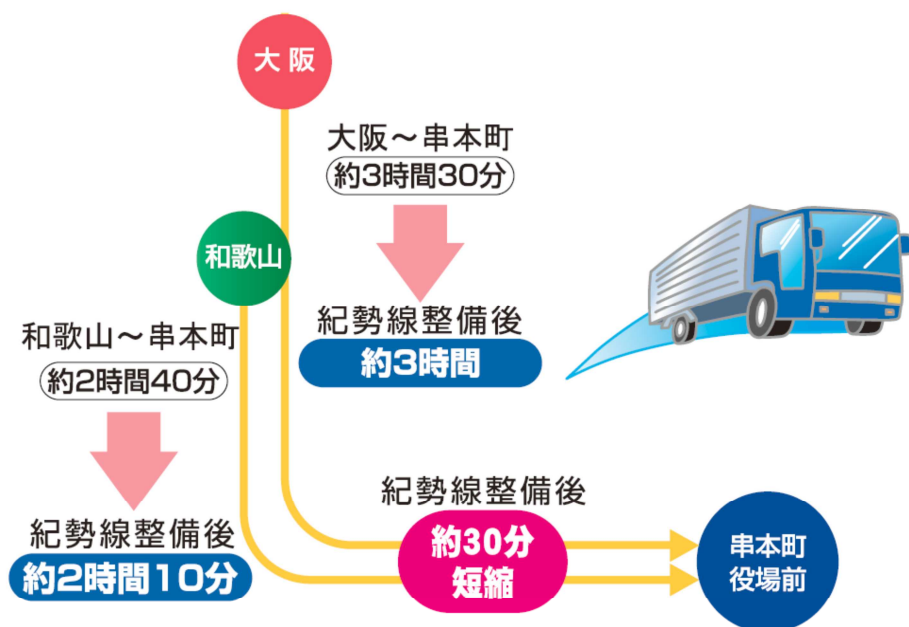 大阪
大阪～串本町
約3時間30分
和歌山
紀勢線整備後
約3時間
和歌山～串本町
約2時間40分
紀勢線整備後
約2時間10分
紀勢線整備後
約30分
短縮
串本町
役場前